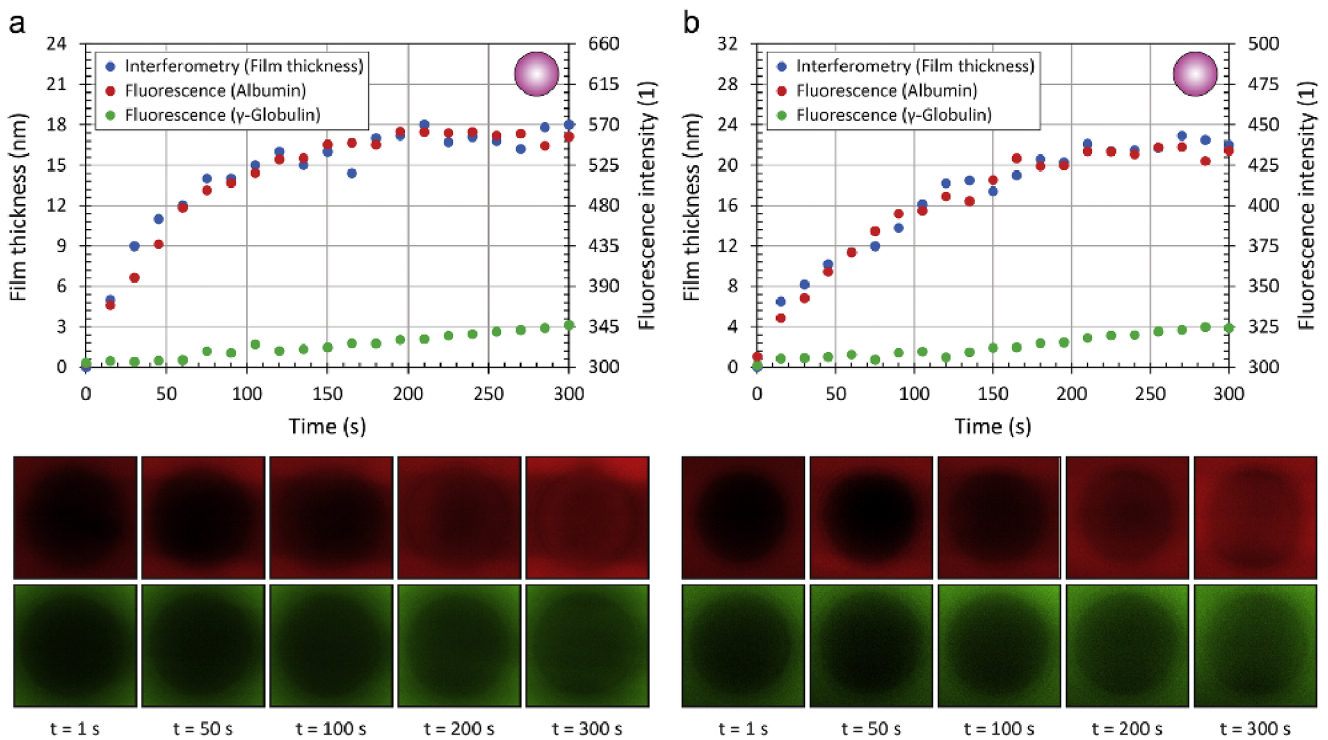 a
24
21
18
15
12
9
6
3
0
Film thickness (nm)
Interferometry (Film thickness)
Fluorescence (Albumin)
Fluorescence (γ-Globulin)
660
615
570
525
480
435
390
345
300
Fluorescence intensity (1)
0 50 100 150 200 250 300
Time (s)
b
32
28
24
20
16
12
8
4
0
Film thickness (nm)
Interferometry (Film thickness)
Fluorescence (Albumin)
Fluorescence (γ-Globulin)
500
475
450
425
400
375
350
325
300
Fluorescence intensity (1)
0 50 100 150 200 250 300
Time (s)
t = 1 s t = 50 s t = 100 s t = 200 s t = 300 s
t = 1 s t = 50 s t = 100 s t = 200 s t = 300 s